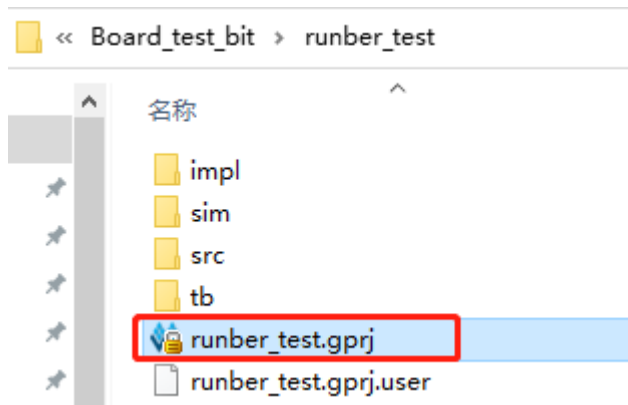 « Board_test_bit › runber_test
名称
impl
sim
src
tb
runber_test.gprj
runber_test.gprj.user